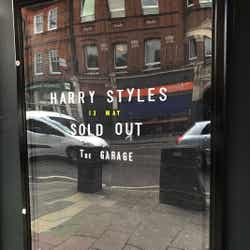 HARRY STYLES
13 MAY
SOLD OUT
THE GARAGE